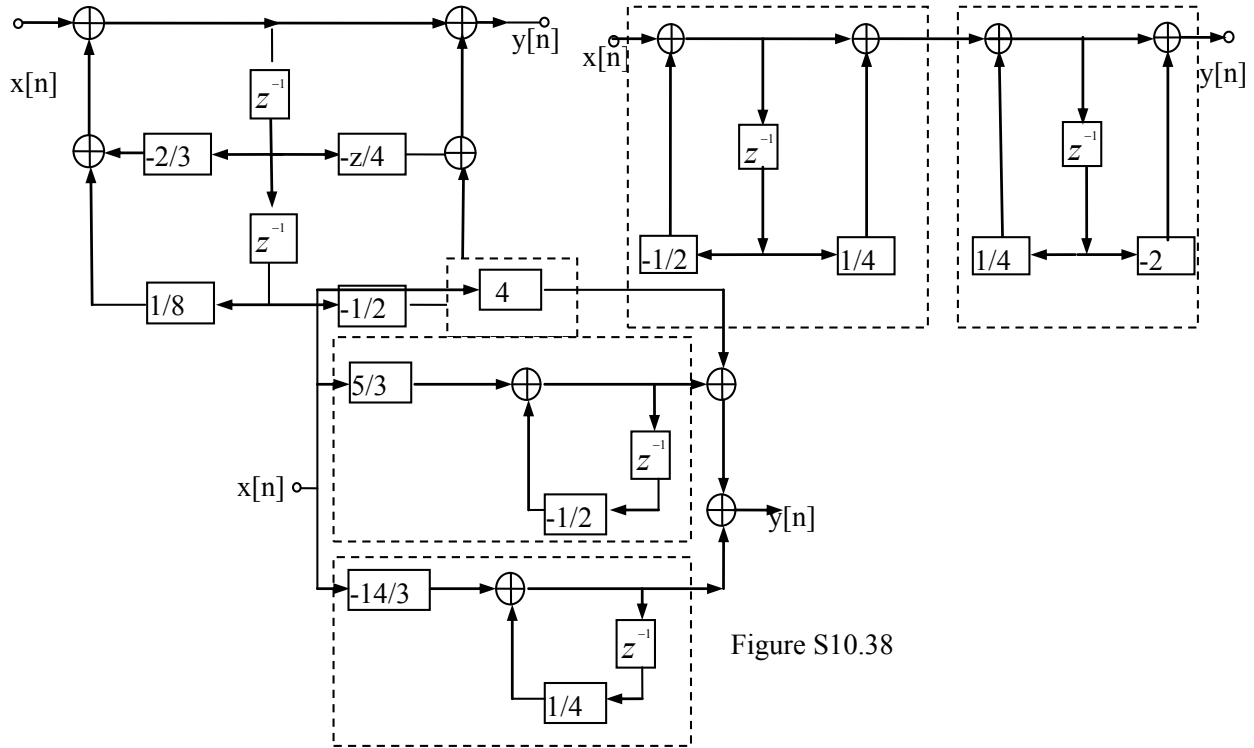 x[n]
y[n]
z⁻¹
-2/3
-z/4
z⁻¹
1/8
-1/2
x[n]
z⁻¹
-1/2
1/4
z⁻¹
1/4
-2
y[n]
4
5/3
z⁻¹
-1/2
x[n]
y[n]
-14/3
z⁻¹
1/4
Figure S10.38